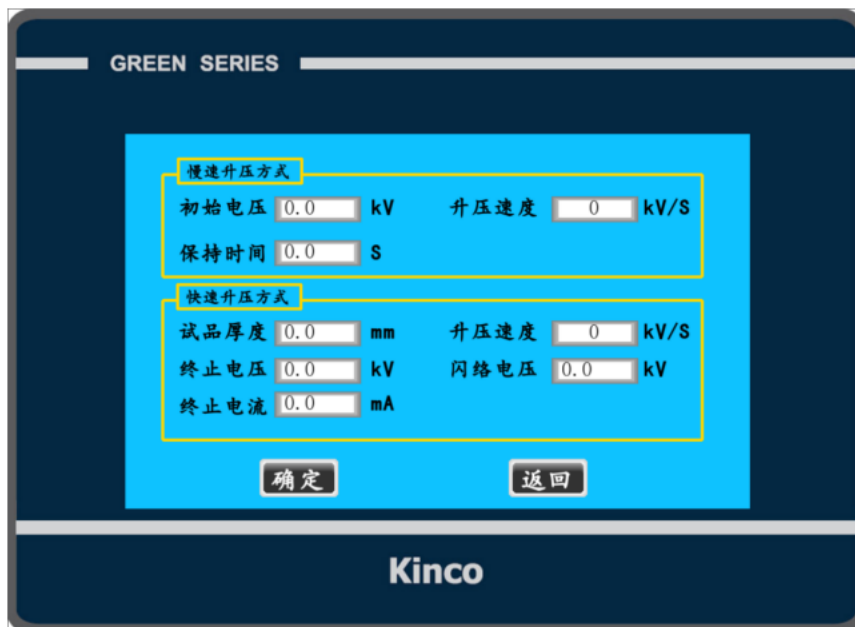 GREEN SERIES
慢速升压方式
初始电压 0.0 kV 升压速度 0 kV/S
保持时间 0.0 S
快速升压方式
试品厚度 0.0 mm 升压速度 0 kV/S
终止电压 0.0 kV 闪络电压 0.0 kV
终止电流 0.0 mA
确定 返回
Kinco